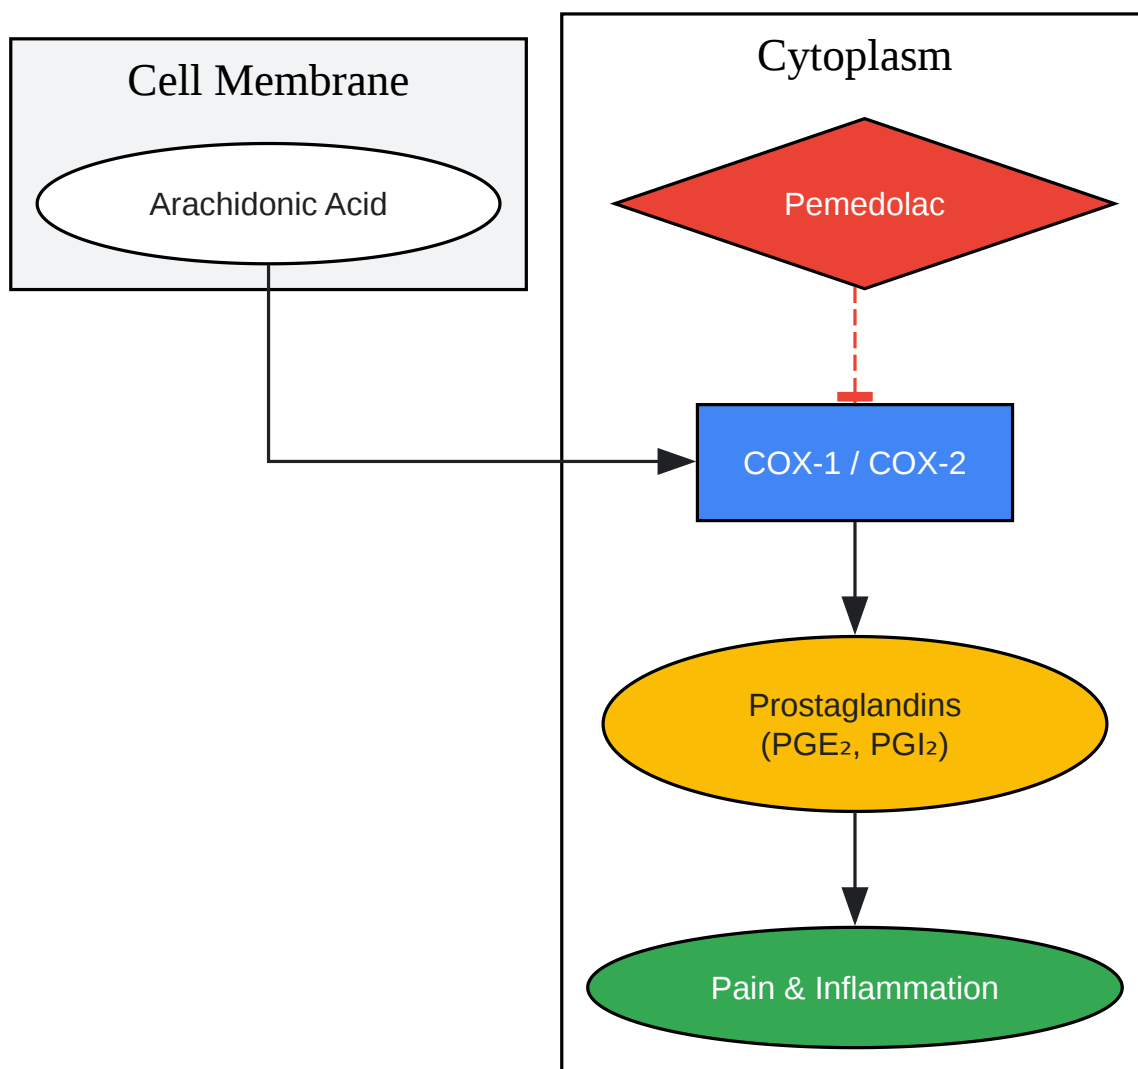 Cell Membrane
Arachidonic Acid
Cytoplasm
Pemedolac
COX-1 / COX-2
Prostaglandins
(PGE₂, PGI₂)
Pain & Inflammation